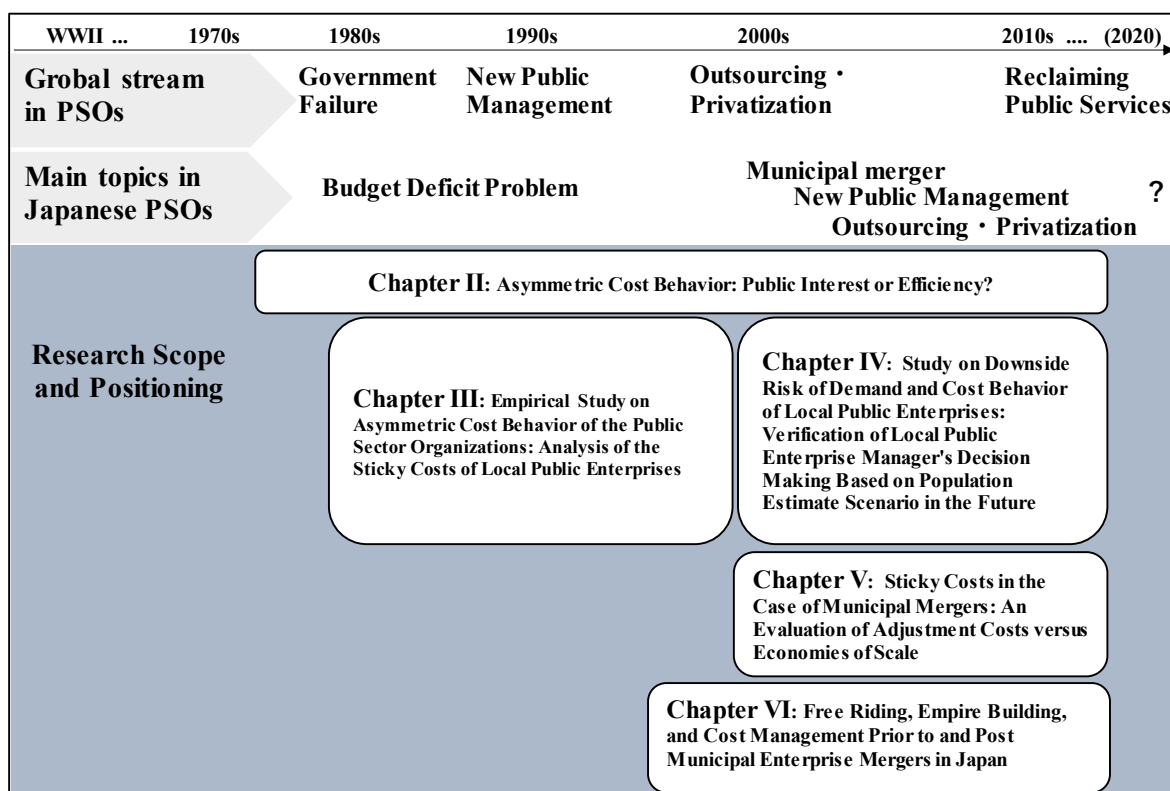 WWII ... 1970s 1980s 1990s 2000s 2010s .... (2020)
Grobal stream
in PSOs
Government
Failure
New Public
Management
Outsourcing・
Privatization
Reclaiming
Public Services
Main topics in
Japanese PSOs
Budget Deficit Problem
Municipal merger
New Public Management
Outsourcing・Privatization
?
Research Scope
and Positioning
Chapter II: Asymmetric Cost Behavior: Public Interest or Efficiency?
Chapter III: Empirical Study on
Asymmetric Cost Behavior of the Public
Sector Organizations: Analysis of the
Sticky Costs of Local Public Enterprises
Chapter IV: Study on Downside
Risk of Demand and Cost Behavior
of Local Public Enterprises:
Verification of Local Public
Enterprise Manager's Decision
Making Based on Population
Estimate Scenario in the Future
Chapter V: Sticky Costs in the
Case of Municipal Mergers: An
Evaluation of Adjustment Costs versus
Economies of Scale
Chapter VI: Free Riding, Empire Building,
and Cost Management Prior to and Post
Municipal Enterprise Mergers in Japan